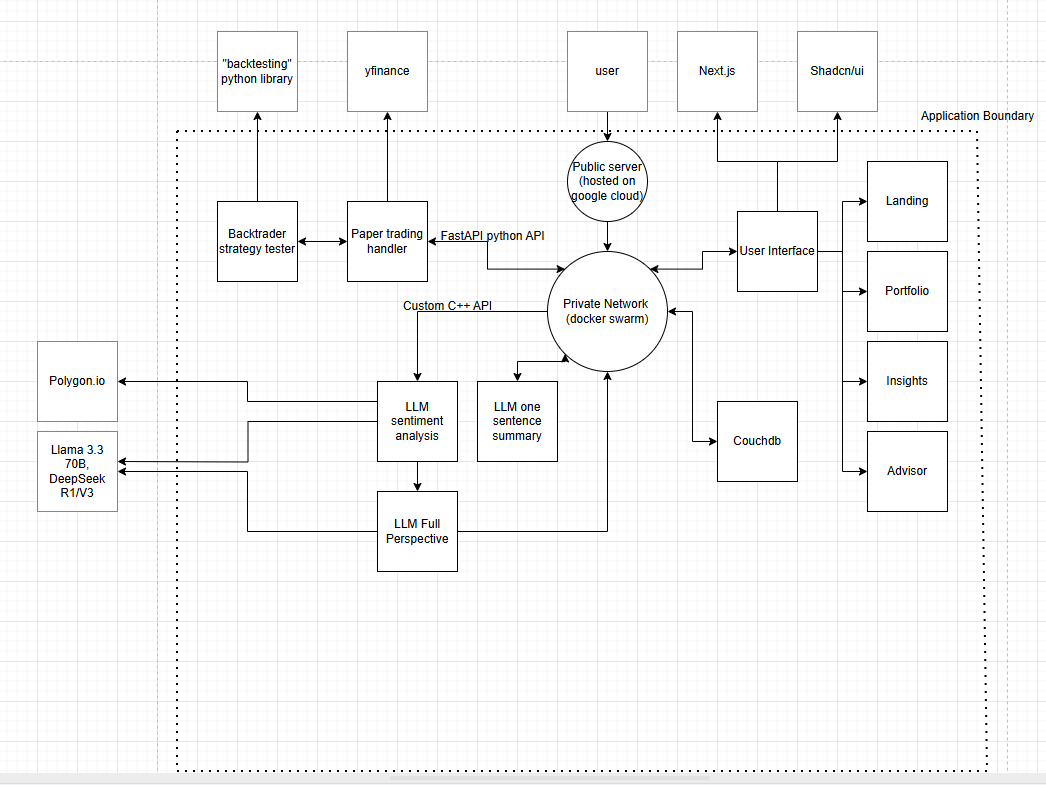 "backtesting"
python library
yfinance
user
Next.js
Shadcn/ui
Application Boundary
Public server
(hosted on
google cloud)
Landing
Backtrader
strategy tester
Paper trading
handler
FastAPI python API
User Interface
Portfolio
Private Network
(docker swarm)
Custom C++ API
Polygon.io
LLM
sentiment
analysis
LLM one
sentence
summary
Insights
Couchdb
Llama 3.3
70B,
DeepSeek
R1/V3
Advisor
LLM Full
Perspective